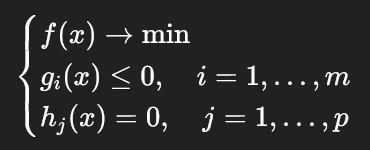 f(x) → min
gᵢ(x) ≤ 0, i = 1, . . . , m
hⱼ(x) = 0, j = 1, . . . , p